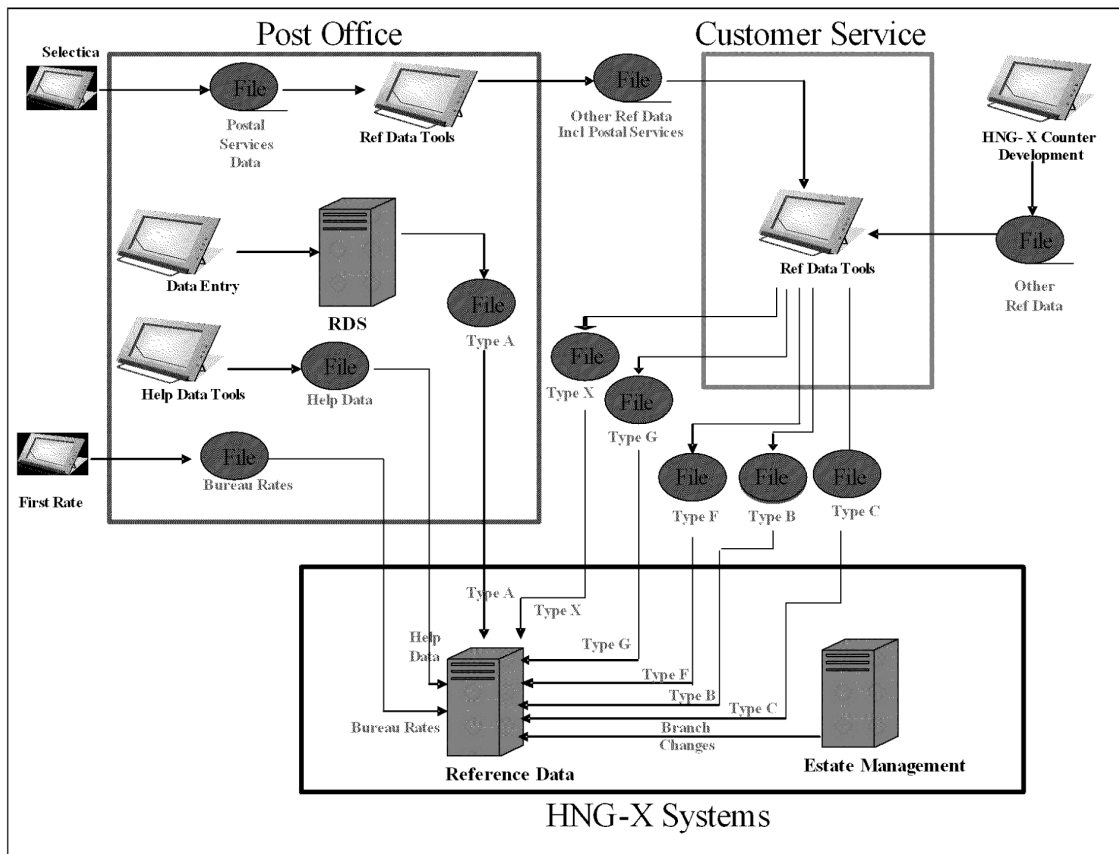 Post Office
Customer Service
Selectica
File
Postal
Services
Data
Ref Data Tools
File
Other Ref Data
Incl Postal Services
HNG- X Counter
Development
Data Entry
RDS
File
Type A
Ref Data Tools
File
Other
Ref Data
Help Data Tools
File
Help Data
File
Type X
File
Type G
First Rate
File
Bureau Rates
File
Type F
File
Type B
File
Type C
Type A
Type X
Help
Data
Type G
Type F
Type B
Type C
Bureau Rates
Branch
Changes
Reference Data
Estate Management
HNG-X Systems